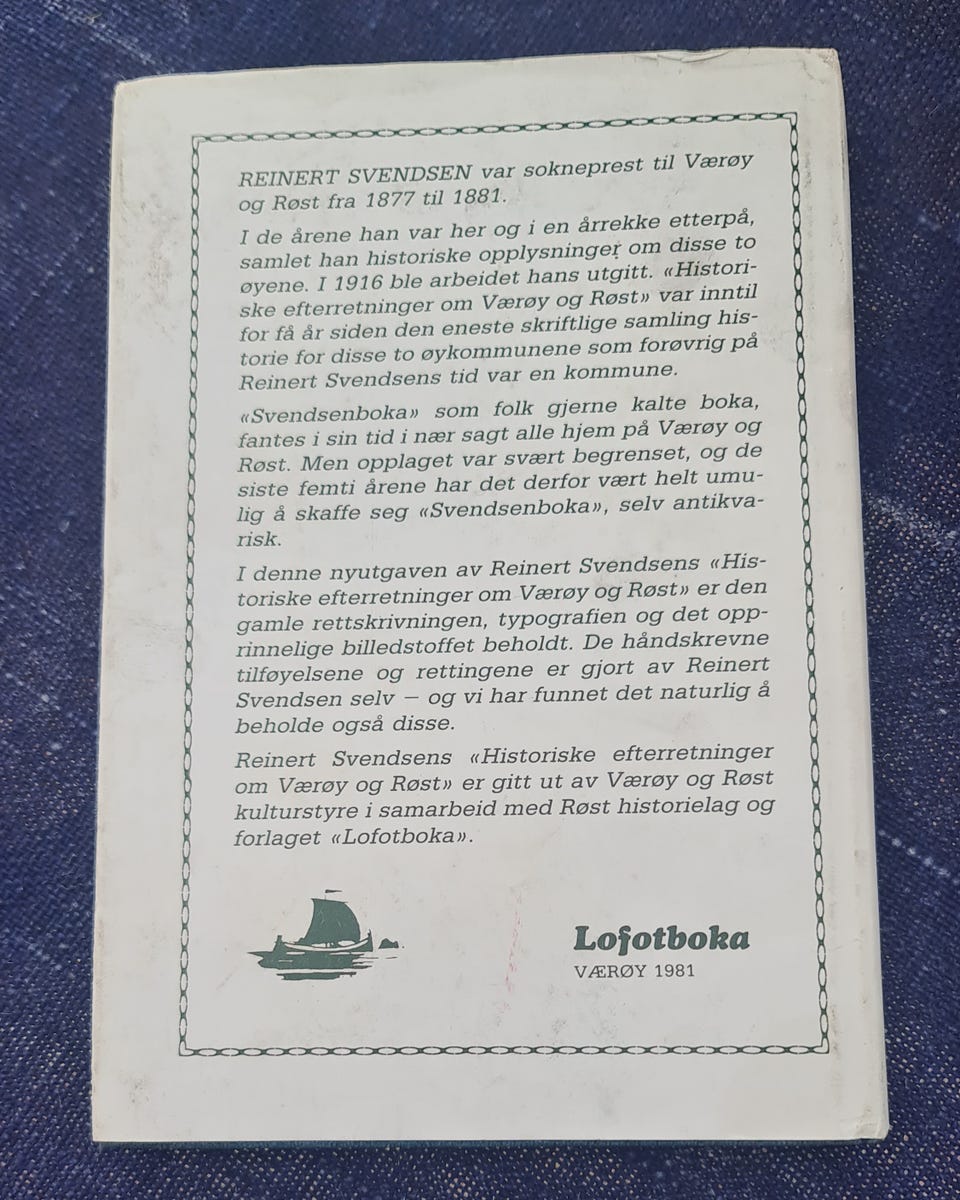 REINERT SVENDSEN var sokneprest til Værøy
og Røst fra 1877 til 1881.
I de årene han var her og i en årrekke etterpå,
samlet han historiske opplysninger om disse to
øyene. I 1916 ble arbeidet hans utgitt. «Histori-
ske efterretninger om Værøy og Røst» var inntil
for få år siden den eneste skriftlige samling his-
torie for disse to øykommunene som forøvrig på
Reinert Svendsens tid var en kommune.
«Svendsenboka» som folk gjerne kalte boka,
fantes i sin tid i nær sagt alle hjem på Værøy og
Røst. Men opplaget var svært begrenset, og de
siste femti årene har det derfor vært helt umu-
lig å skaffe seg «Svendsenboka», selv antikva-
risk.
I denne nyutgaven av Reinert Svendsens «His-
toriske efterretninger om Værøy og Røst» er den
gamle rettskrivningen, typografien og det opp-
rinnelige billedstoffet beholdt. De håndskrevne
tilføyelsene og rettingene er gjort av Reinert
Svendsen selv — og vi har funnet det naturlig å
beholde også disse.
Reinert Svendsens «Historiske efterretninger
om Værøy og Røst» er gitt ut av Værøy og Røst
kulturstyre i samarbeid med Røst historielag og
forlaget «Lofotboka».
Lofotboka
VÆRØY 1981